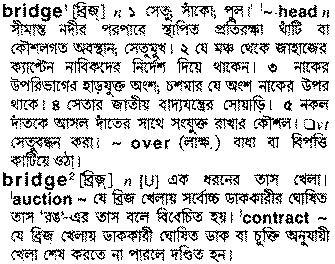 bridge¹ [ব্রিজ্] n ১ সেতু; সাঁকো; পুল। ˈ~-head n
সীমান্ত নদীর পরপারে স্থাপিত প্রতিরক্ষা ঘাঁটি বা
কৌশলগত অবস্থান; সেতুমুখ। ২ যে মঞ্চ থেকে জাহাজের
ক্যাপ্টেন নাবিকদের নির্দেশ দিয়ে থাকেন। ৩ নাকের
উপরিভাগের হাড়যুক্ত অংশ; চশমার যে অংশ নাকের উপর
থাকে। ৪ সেতার জাতীয় বাদ্যযন্ত্রের সোয়াড়ি। ৫ নকল
দাঁতকে আসল দাঁতের সাথে সংযুক্ত রাখার কৌশল। ❑vt
সেতুবন্ধন করা। ~ over (লাক্ষ.) বাধা বা বিপত্তি
কাটিয়ে ওঠা।
bridge² [ব্রিজ্] n [U] এক ধরনের তাস খেলা।
ˈauction ~ যে ব্রিজ খেলায় সর্বোচ্চ ডাককারীর ঘোষিত
তাস ‘রঙ’-এর তাস বলে বিবেচিত হয়। ˈcontract ~
যে ব্রিজ খেলায় ডাককারী ঘোষিত ডাক বা চুক্তি অনুযায়ী
খেলা শেষ করতে না পারলে দণ্ডিত হন।